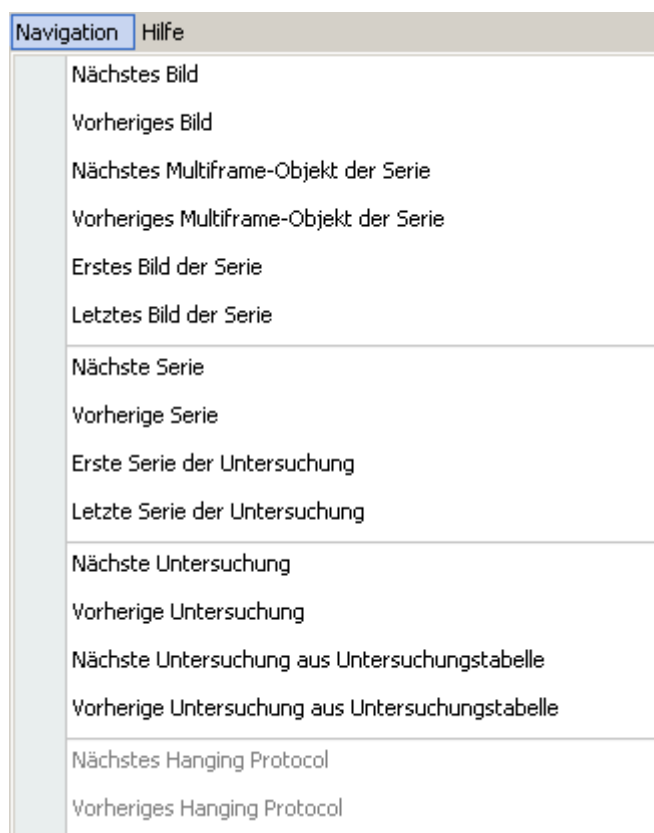 Navigation Hilfe
Nächstes Bild
Vorheriges Bild
Nächstes Multiframe-Objekt der Serie
Vorheriges Multiframe-Objekt der Serie
Erstes Bild der Serie
Letztes Bild der Serie
Nächste Serie
Vorherige Serie
Erste Serie der Untersuchung
Letzte Serie der Untersuchung
Nächste Untersuchung
Vorherige Untersuchung
Nächste Untersuchung aus Untersuchungstabelle
Vorherige Untersuchung aus Untersuchungstabelle
Nächstes Hanging Protocol
Vorheriges Hanging Protocol